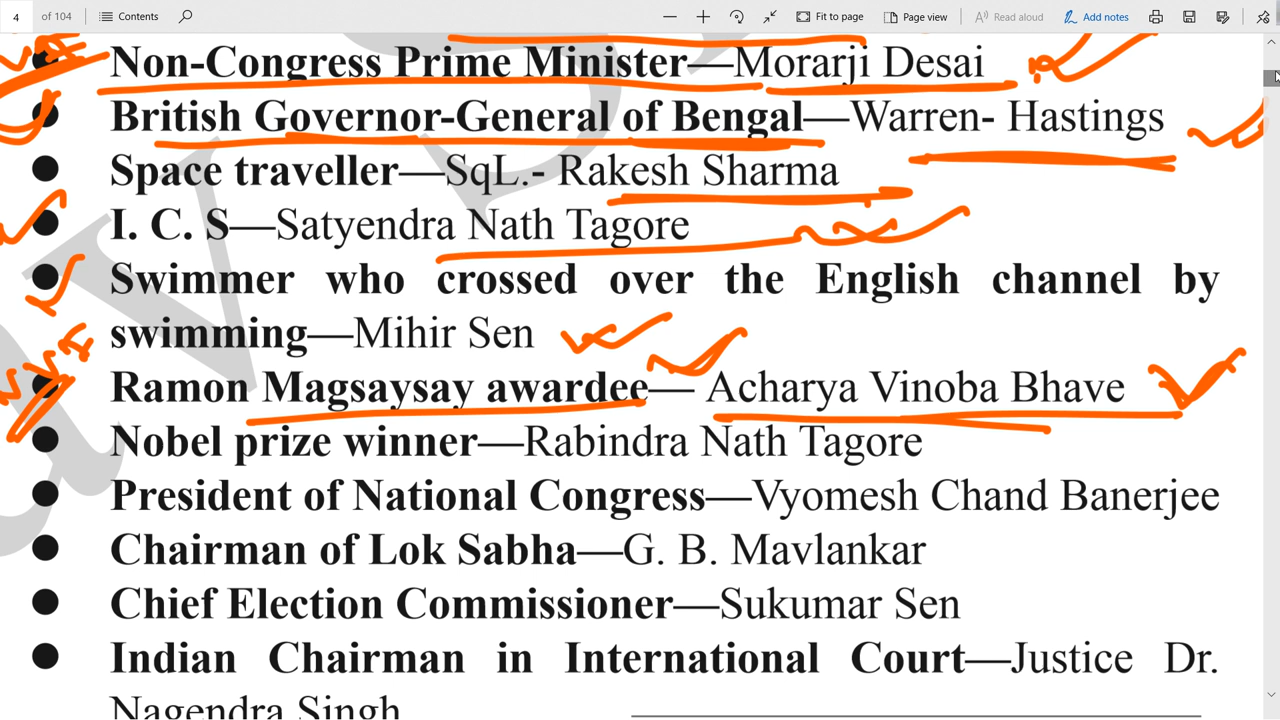 4 of 104 Contents Fit to page Page view Read aloud Add notes
Non-Congress Prime Minister—Morarji Desai
British Governor-General of Bengal—Warren- Hastings
Space traveller—SqL.- Rakesh Sharma
I. C. S—Satyendra Nath Tagore
Swimmer who crossed over the English channel by
swimming—Mihir Sen
Ramon Magsaysay awardee— Acharya Vinoba Bhave
Nobel prize winner—Rabindra Nath Tagore
President of National Congress—Vyomesh Chand Banerjee
Chairman of Lok Sabha—G. B. Mavlankar
Chief Election Commissioner—Sukumar Sen
Indian Chairman in International Court—Justice Dr.
Nagendra Singh